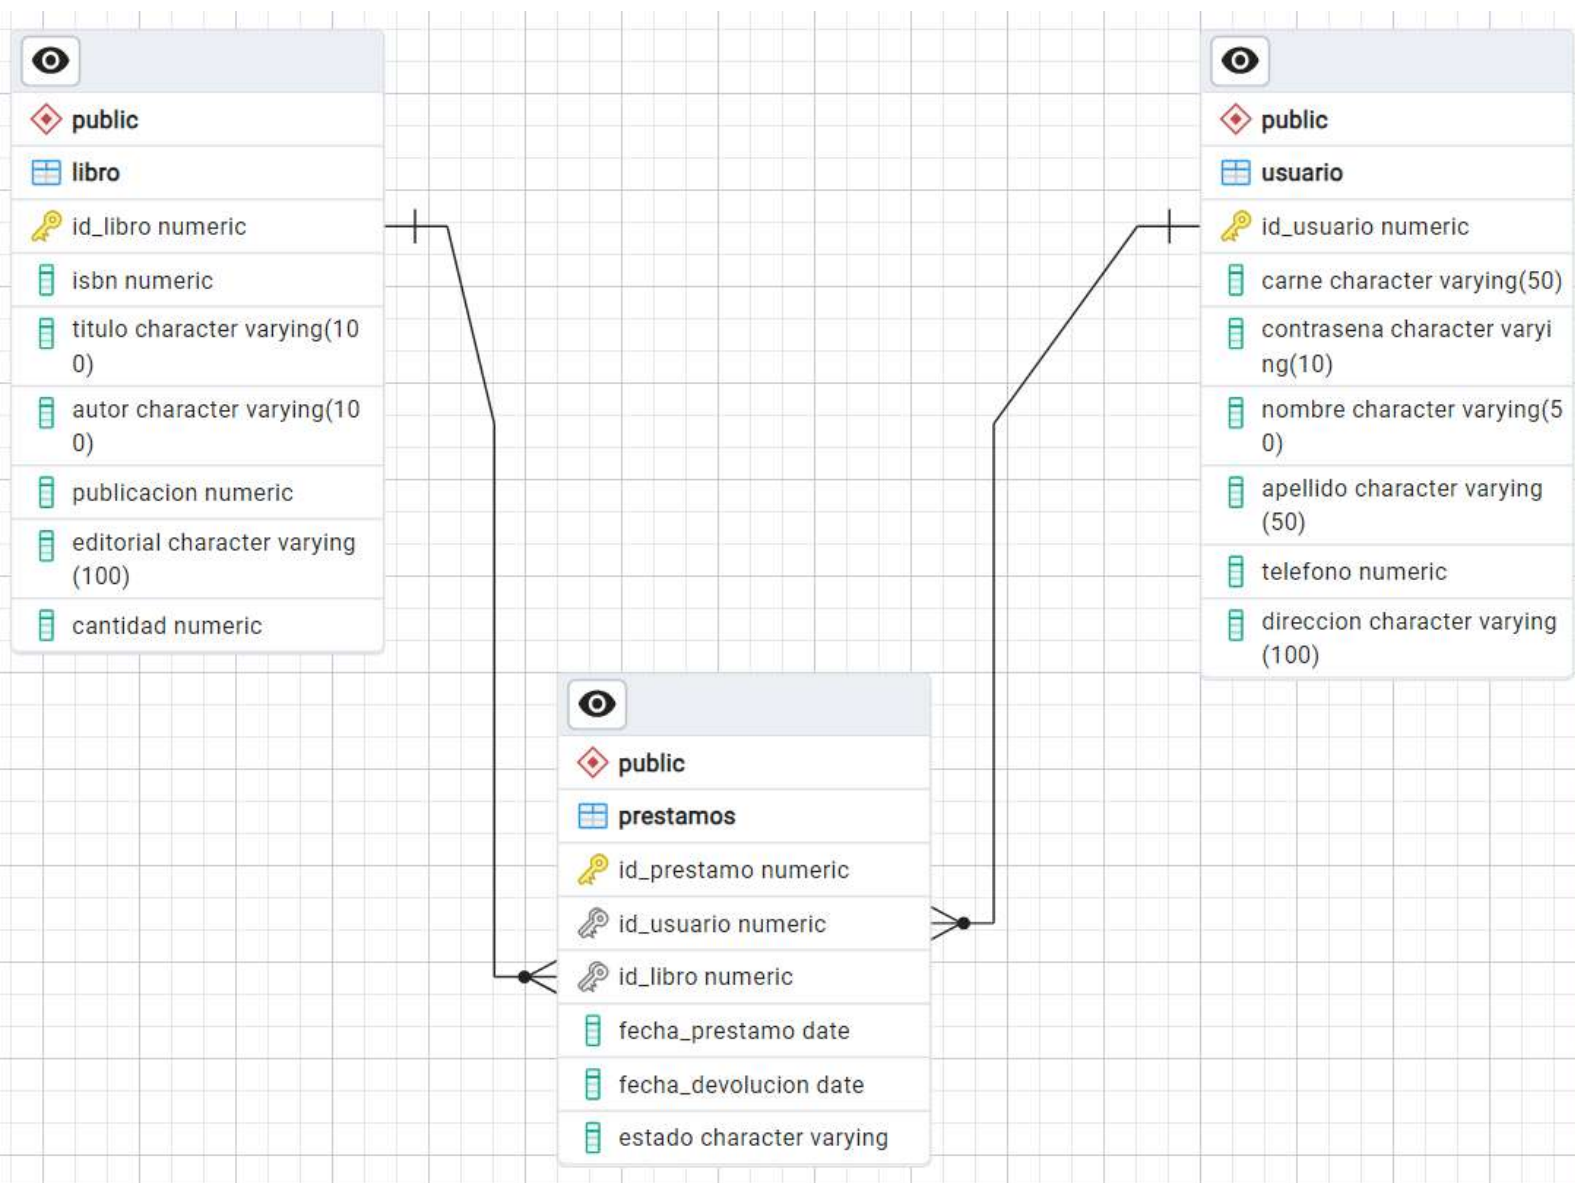 public
libro
id_libro numeric
isbn numeric
titulo character varying(10
0)
autor character varying(10
0)
publicacion numeric
editorial character varying
(100)
cantidad numeric
public
usuario
id_usuario numeric
carne character varying(50)
contrasena character varyi
ng(10)
nombre character varying(5
0)
apellido character varying
(50)
telefono numeric
direccion character varying
(100)
public
prestamos
id_prestamo numeric
id_usuario numeric
id_libro numeric
fecha_prestamo date
fecha_devolucion date
estado character varying